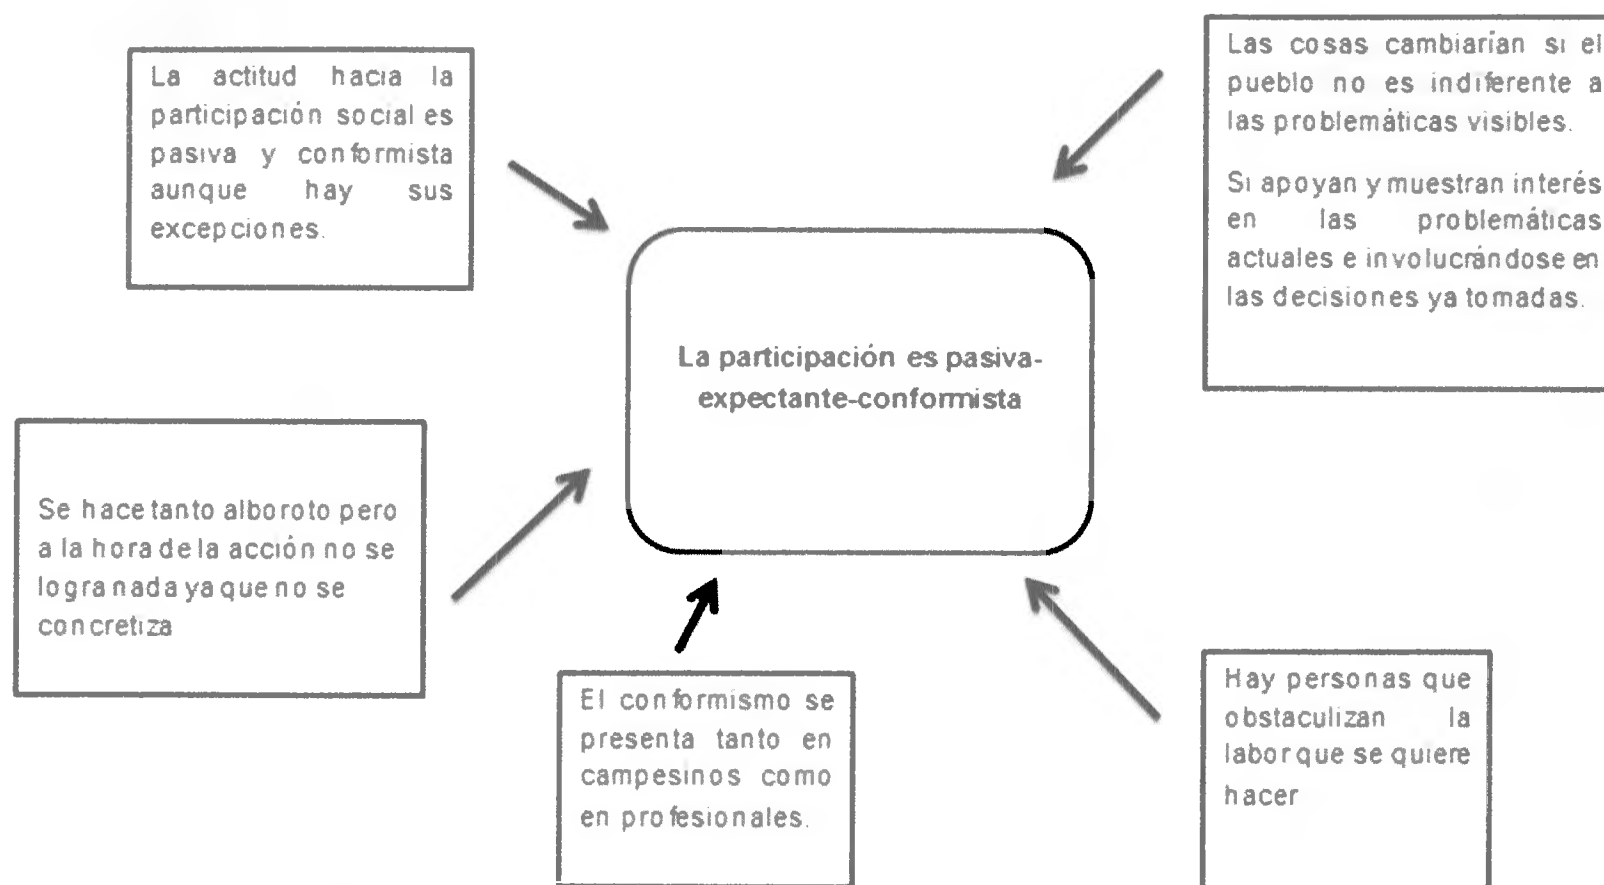 La actitud hacia la
participación social es
pasiva y conformista
aunque hay sus
excepciones.
Las cosas cambiarían si el
pueblo no es indiferente a
las problemáticas visibles.
Si apoyan y muestran interés
en las problemáticas
actuales e involucrándose en
las decisiones ya tomadas.
La participación es pasiva-
expectante-conformista
Se hace tanto alboroto pero
a la hora de la acción no se
logra nada ya que no se
concretiza
El conformismo se
presenta tanto en
campesinos como
en profesionales.
Hay personas que
obstaculizan la
labor que se quiere
hacer